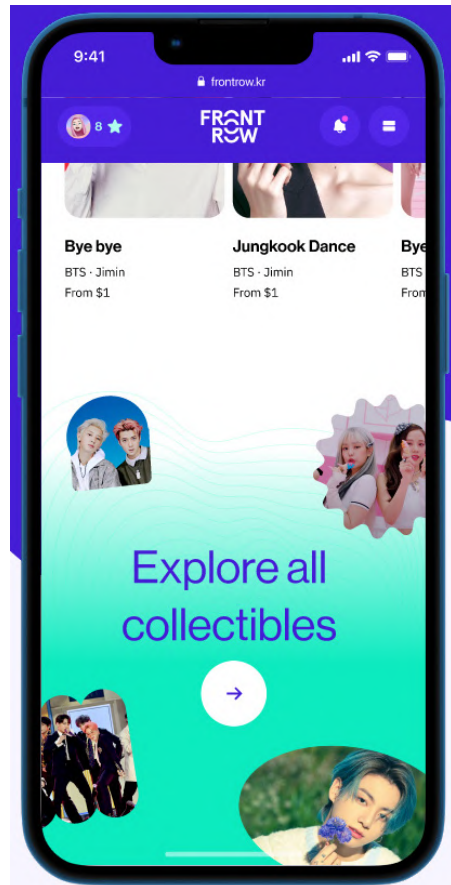 9:41
frontrow.kr
8
FRONT
ROW
Bye bye
BTS · Jimin
From $1
Jungkook Dance
BTS · Jimin
From $1
Bye
BTS
From
Explore all
collectibles